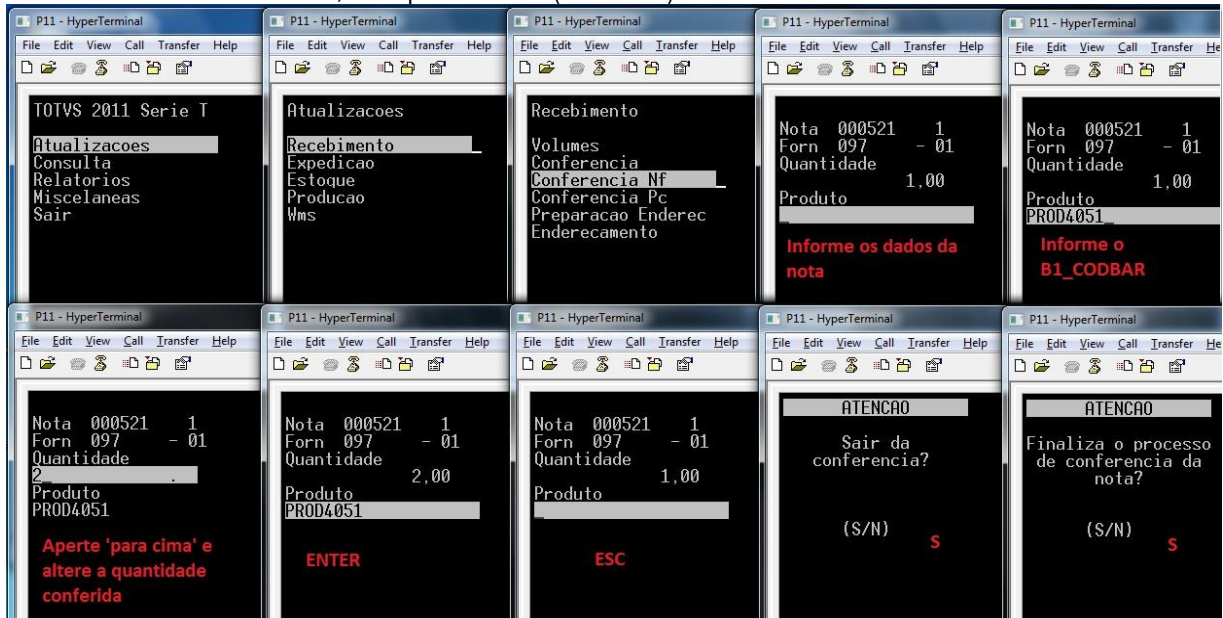 P11 - HyperTerminal
File Edit View Call Transfer Help
TOTVS 2011 Serie T
Atualizacoes
Consulta
Relatorios
Miscelaneas
Sair
P11 - HyperTerminal
File Edit View Call Transfer Help
Atualizacoes
Recebimento
Expedicao
Estoque
Producao
Wms
P11 - HyperTerminal
File Edit View Call Transfer Help
Recebimento
Volumes
Conferencia
Conferencia Nf
Conferencia Pc
Preparacao Enderec
Enderecamento
P11 - HyperTerminal
File Edit View Call Transfer Help
Nota 000521 1
Forn 097 - 01
Quantidade
1,00
Produto
Informe os dados da
nota
P11 - HyperTerminal
File Edit View Call Transfer He
Nota 000521 1
Forn 097 - 01
Quantidade
1,00
Produto
PROD4051_
Informe o
B1_CODBAR
P11 - HyperTerminal
File Edit View Call Transfer Help
Nota 000521 1
Forn 097 - 01
Quantidade
2_ .
Produto
PROD4051
Aperte 'para cima' e
altere a quantidade
conferida
P11 - HyperTerminal
File Edit View Call Transfer Help
Nota 000521 1
Forn 097 - 01
Quantidade
2,00
Produto
PROD4051
ENTER
P11 - HyperTerminal
File Edit View Call Transfer Help
Nota 000521 1
Forn 097 - 01
Quantidade
1,00
Produto
ESC
P11 - HyperTerminal
File Edit View Call Transfer Help
ATENCAO
Sair da
conferencia?
(S/N)
S
P11 - HyperTerminal
File Edit View Call Transfer He
ATENCAO
Finaliza o processo
de conferencia da
nota?
(S/N)
S